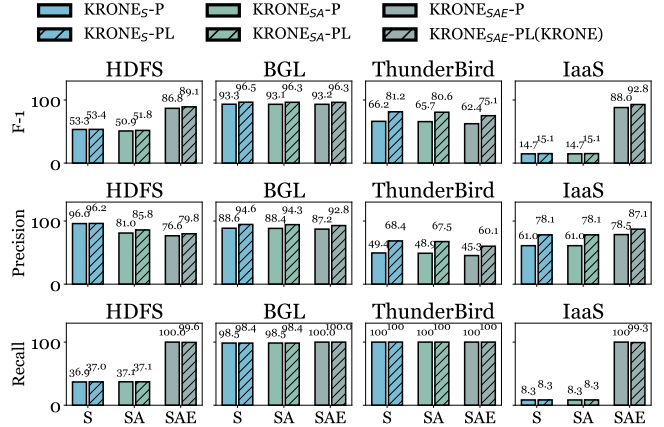 KRONES-P KRONESA-P KRONESAE-P
KRONES-PL KRONESA-PL KRONESAE-PL(KRONE)
HDFS BGL ThunderBird IaaS
F-1
100
0
53.3 53.4 50.9 51.8 86.8 89.1
93.3 96.5 93.1 96.3 93.2 96.3
66.2 81.2 65.7 80.6 62.4 75.1
14.7 15.1 14.7 15.1 88.0 92.8
HDFS BGL ThunderBird IaaS
Precision
100
0
96.0 96.2 81.0 85.8 76.6 79.8
88.6 94.6 88.4 94.3 87.2 92.8
49.4 68.4 48.9 67.5 45.3 60.1
61.0 78.1 61.0 78.1 78.5 87.1
HDFS BGL ThunderBird IaaS
Recall
100
0
36.9 37.0 37.1 37.1 100.0 99.6
98.5 98.4 98.5 98.4 100.0 100.0
100 100 100 100 100 100
8.3 8.3 8.3 8.3 100 99.3
S SA SAE S SA SAE S SA SAE S SA SAE